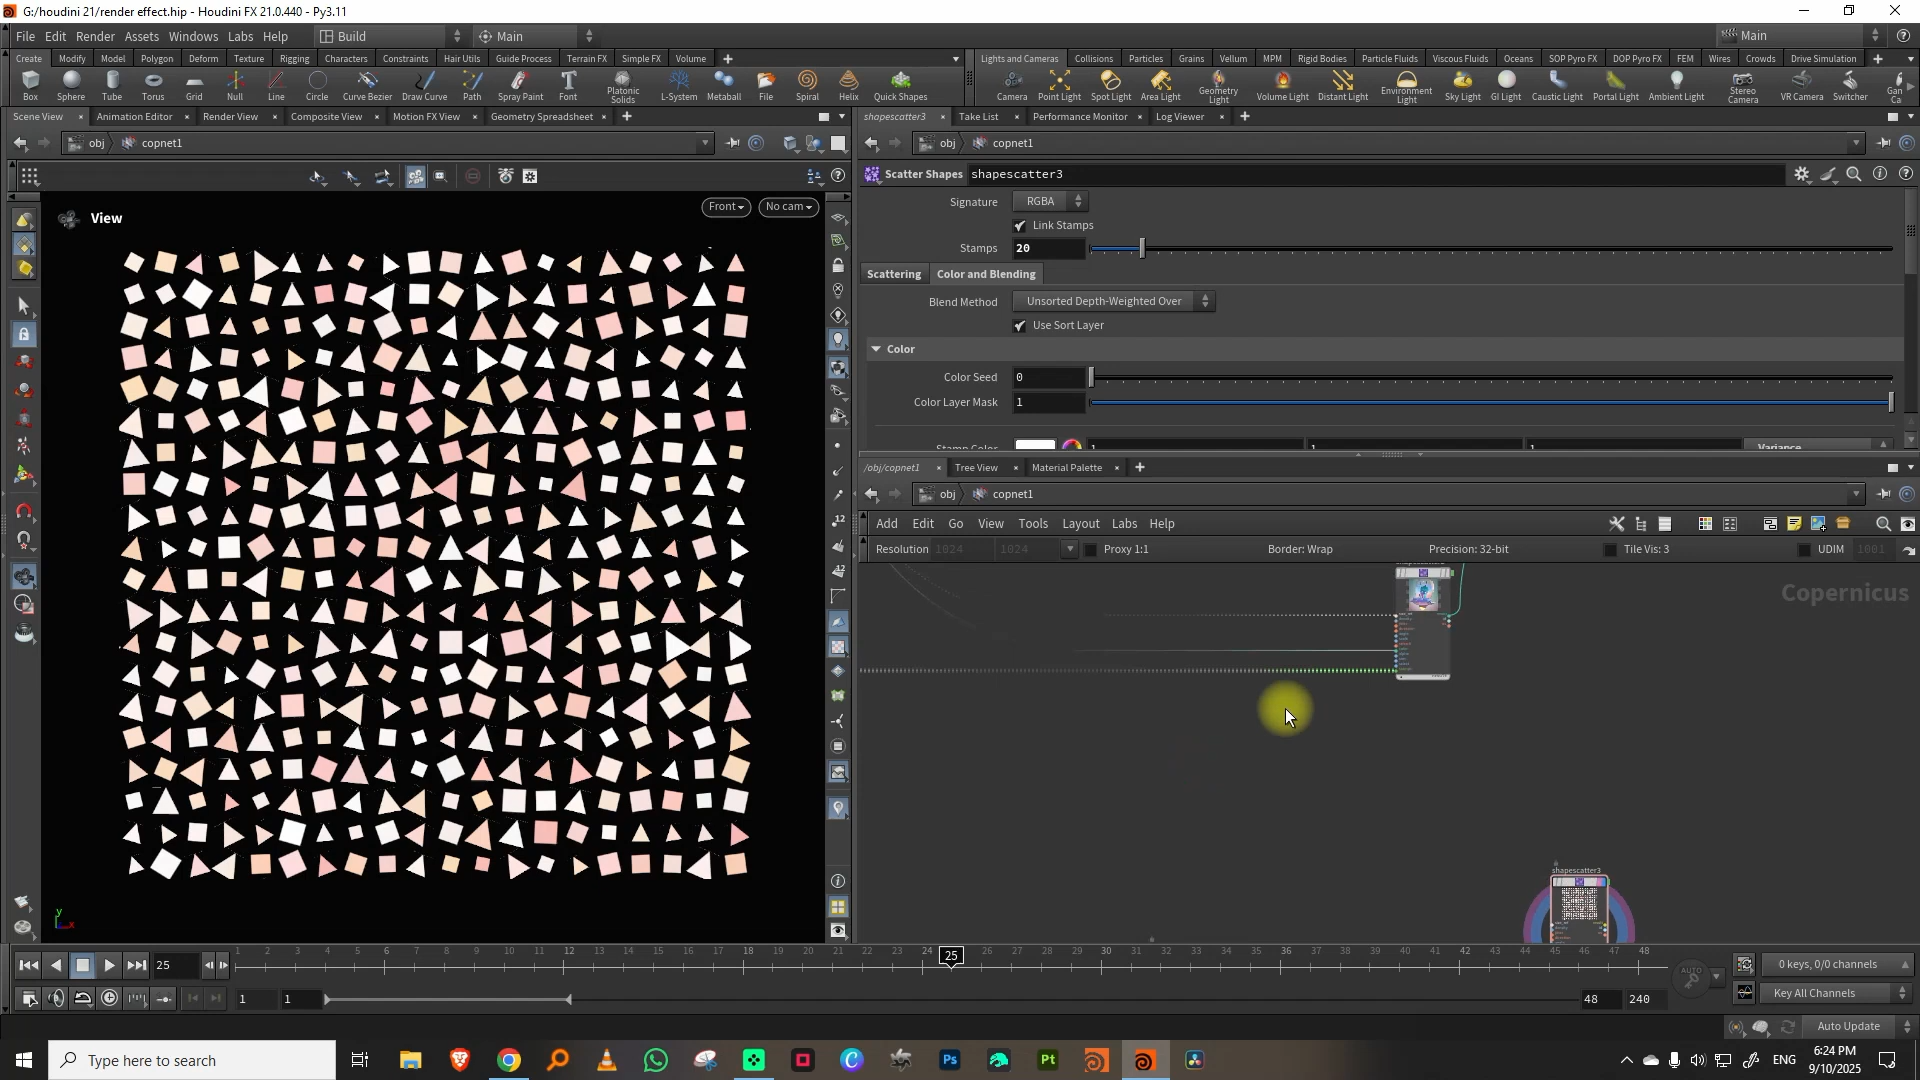 G:/houdini 21/render effect.hip - Houdini FX 21.0.440 - Py3.11
File Edit Render Assets Windows Labs Help Build Main Main
Create Modify Model Polygon Deform Texture Rigging Characters Constraints Hair Utils Guide Process Terrain FX Simple FX Volume
Lights and Cameras Collisions Particles Grains Vellum MPM Rigid Bodies Particle Fluids Viscous Fluids Oceans SOP Pyro FX DOP Pyro FX FEM Wires Crowds Drive Simulation
Box Sphere Tube Torus Grid Null Line Circle Curve Bezier Draw Curve Path Spray Paint Font Platonic Solids L-System Metaball File Spiral Helix Quick Shapes
Camera Point Light Spot Light Area Light Geometry Light Volume Light Distant Light Environment Light Sky Light GI Light Caustic Light Portal Light Ambient Light Stereo Camera VR Camera Switcher Gan Ca
Scene View Animation Editor Render View Composite View Motion FX View Geometry Spreadsheet
shapescatter3 Take List Performance Monitor Log Viewer
obj copnet1
obj copnet1
Scatter Shapes shapescatter3
View Front No cam
Signature RGBA
Link Stamps
Stamps 20
Scattering Color and Blending
Blend Method Unsorted Depth-Weighted Over
Use Sort Layer
Color
Color Seed 0
Color Layer Mask 1
Stamp Color 1 1 1 Variance
/obj/copnet1 Tree View Material Palette
obj copnet1
Add Edit Go View Tools Layout Labs Help
Resolution 1024 1024 Proxy 1:1 Border: Wrap Precision: 32-bit Tile Vis: 3 UDIM 1001
Copernicus
shapescatter3
y
x
12
12
1 2 3 4 5 6 7 8 9 10 11 12 13 14 15 16 17 18 19 20 21 22 23 24 25 26 27 28 29 30 31 32 33 34 35 36 37 38 39 40 41 42 43 44 45 46 47 48
25
AUTO
0 keys, 0/0 channels
1 1 48 240
Key All Channels
Auto Update
Type here to search
Ps Pt
ENG
6:24 PM
9/10/2025